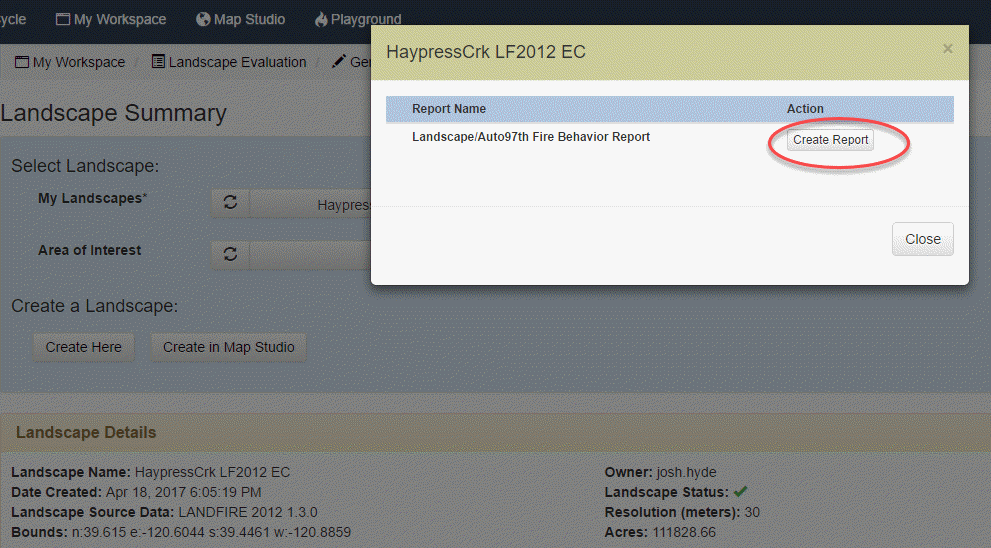 ycle My Workspace Map Studio Playground
My Workspace / Landscape Evaluation / Ge
HaypressCrk LF2012 EC ×
Report Name Action
Landscape/Auto97th Fire Behavior Report Create Report
Close
Landscape Summary
Select Landscape:
My Landscapes* Haypress
Area of Interest
Create a Landscape:
Create Here Create in Map Studio
Landscape Details
Landscape Name: HaypressCrk LF2012 EC
Date Created: Apr 18, 2017 6:05:19 PM
Landscape Source Data: LANDFIRE 2012 1.3.0
Bounds: n:39.615 e:-120.6044 s:39.4461 w:-120.8859
Owner: josh.hyde
Landscape Status:
Resolution (meters): 30
Acres: 111828.66